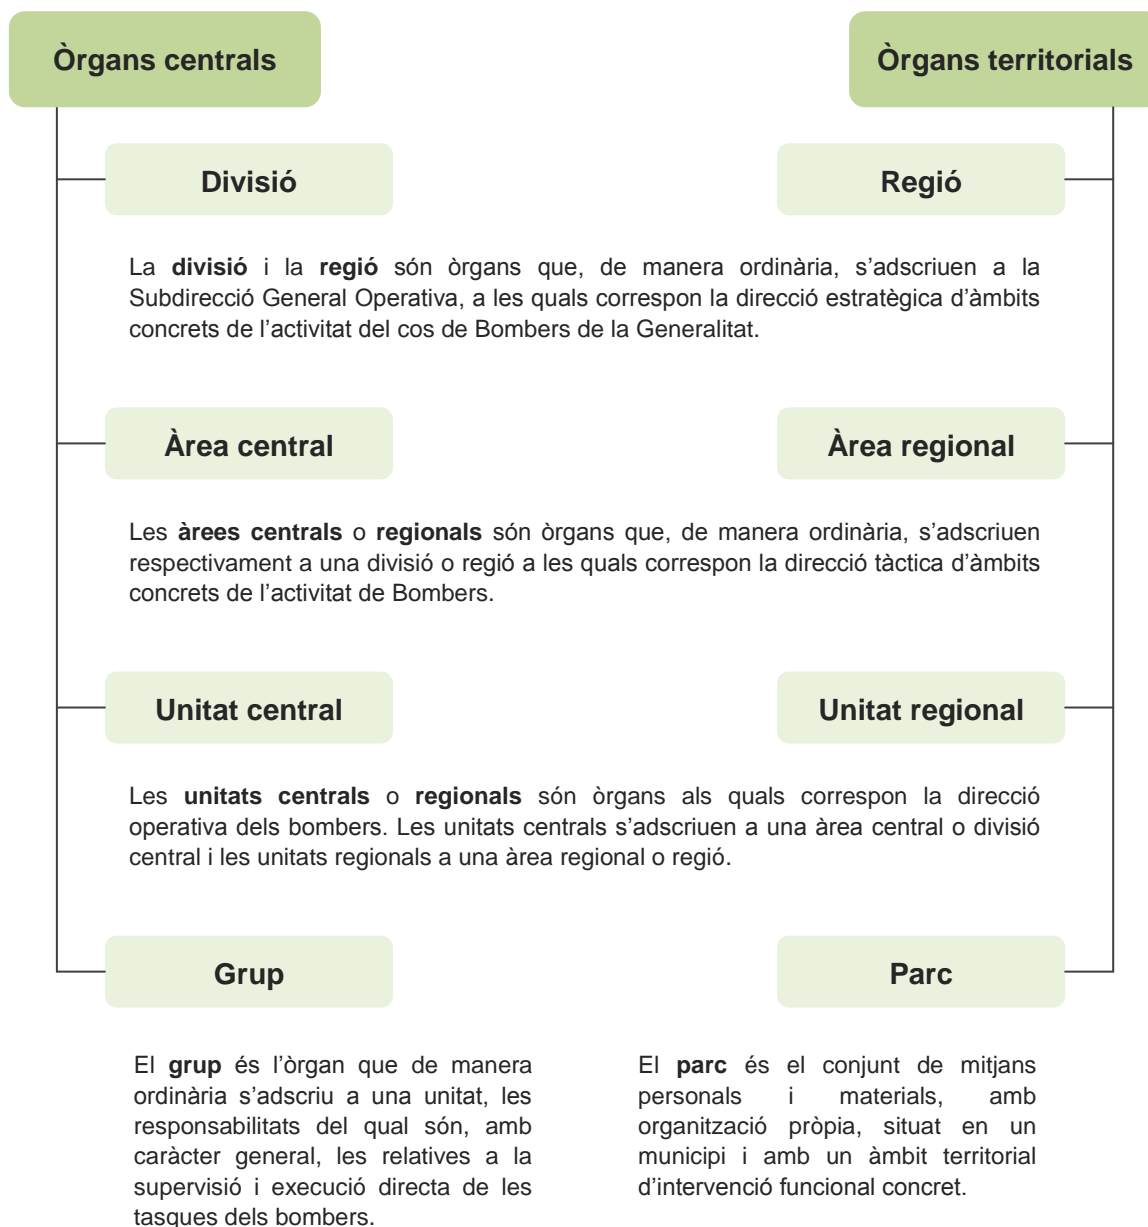 Òrgans centrals
Òrgans territorials
Divisió
Regió
La divisió i la regió són òrgans que, de manera ordinària, s’adscriuen a la
Subdirecció General Operativa, a les quals correspon la direcció estratègica d’àmbits
concrets de l’activitat del cos de Bombers de la Generalitat.
Àrea central
Àrea regional
Les àrees centrals o regionals són òrgans que, de manera ordinària, s’adscriuen
respectivament a una divisió o regió a les quals correspon la direcció tàctica d’àmbits
concrets de l’activitat de Bombers.
Unitat central
Unitat regional
Les unitats centrals o regionals són òrgans als quals correspon la direcció
operativa dels bombers. Les unitats centrals s’adscriuen a una àrea central o divisió
central i les unitats regionals a una àrea regional o regió.
Grup
Parc
El grup és l’òrgan que de manera
ordinària s’adscriu a una unitat, les
responsabilitats del qual són, amb
caràcter general, les relatives a la
supervisió i execució directa de les
tasques dels bombers.
El parc és el conjunt de mitjans
personals i materials, amb
organització pròpia, situat en un
municipi i amb un àmbit territorial
d’intervenció funcional concret.